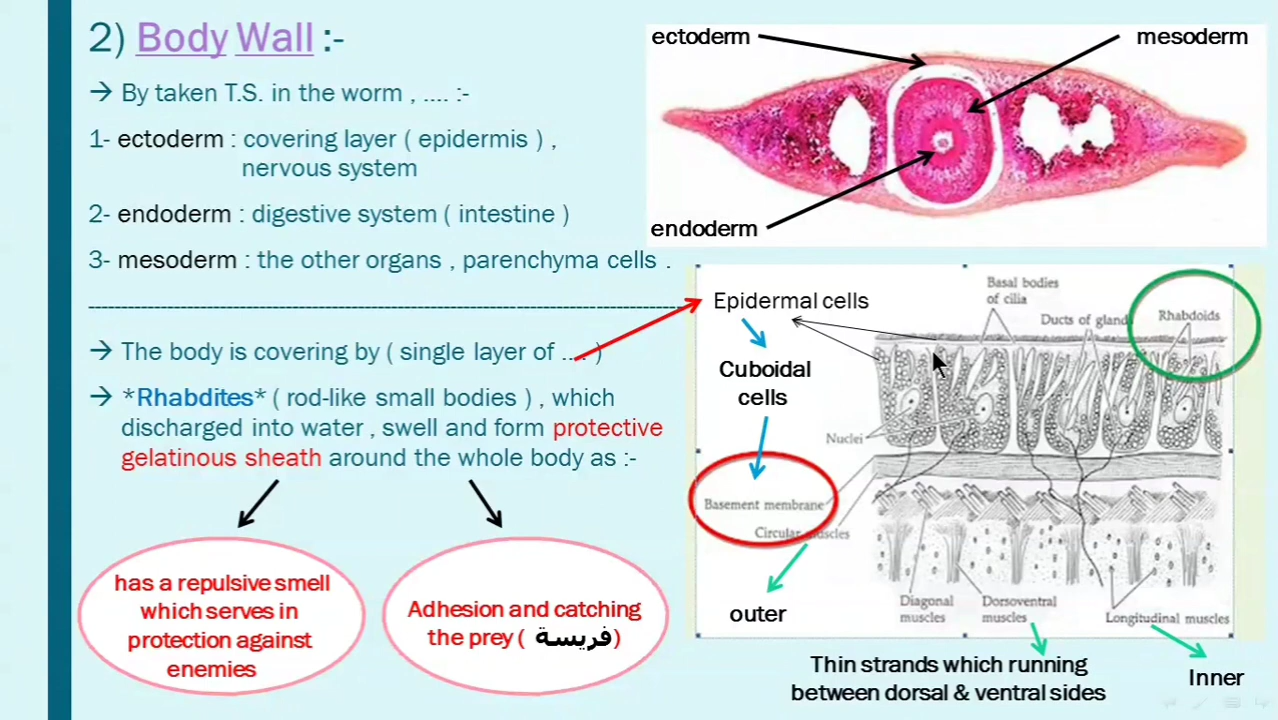 2) Body Wall :-
→ By taken T.S. in the worm , .... :-
1- ectoderm : covering layer ( epidermis ) ,
nervous system
2- endoderm : digestive system ( intestine )
3- mesoderm : the other organs , parenchyma cells .
→ The body is covering by ( single layer of .... )
→ *Rhabdites* ( rod-like small bodies ) , which
discharged into water , swell and form protective
gelatinous sheath around the whole body as :-
has a repulsive smell
which serves in
protection against
enemies
Adhesion and catching
the prey ( فريسة )
ectoderm
mesoderm
endoderm
Epidermal cells
Cuboidal
cells
Basal bodies
of cilia
Ducts of gland
Rhabdoids
Nuclei
Basement membrane
Circular muscles
outer
Diagonal
muscles
Dorsoventral
muscles
Longitudinal muscles
Thin strands which running
between dorsal & ventral sides
Inner